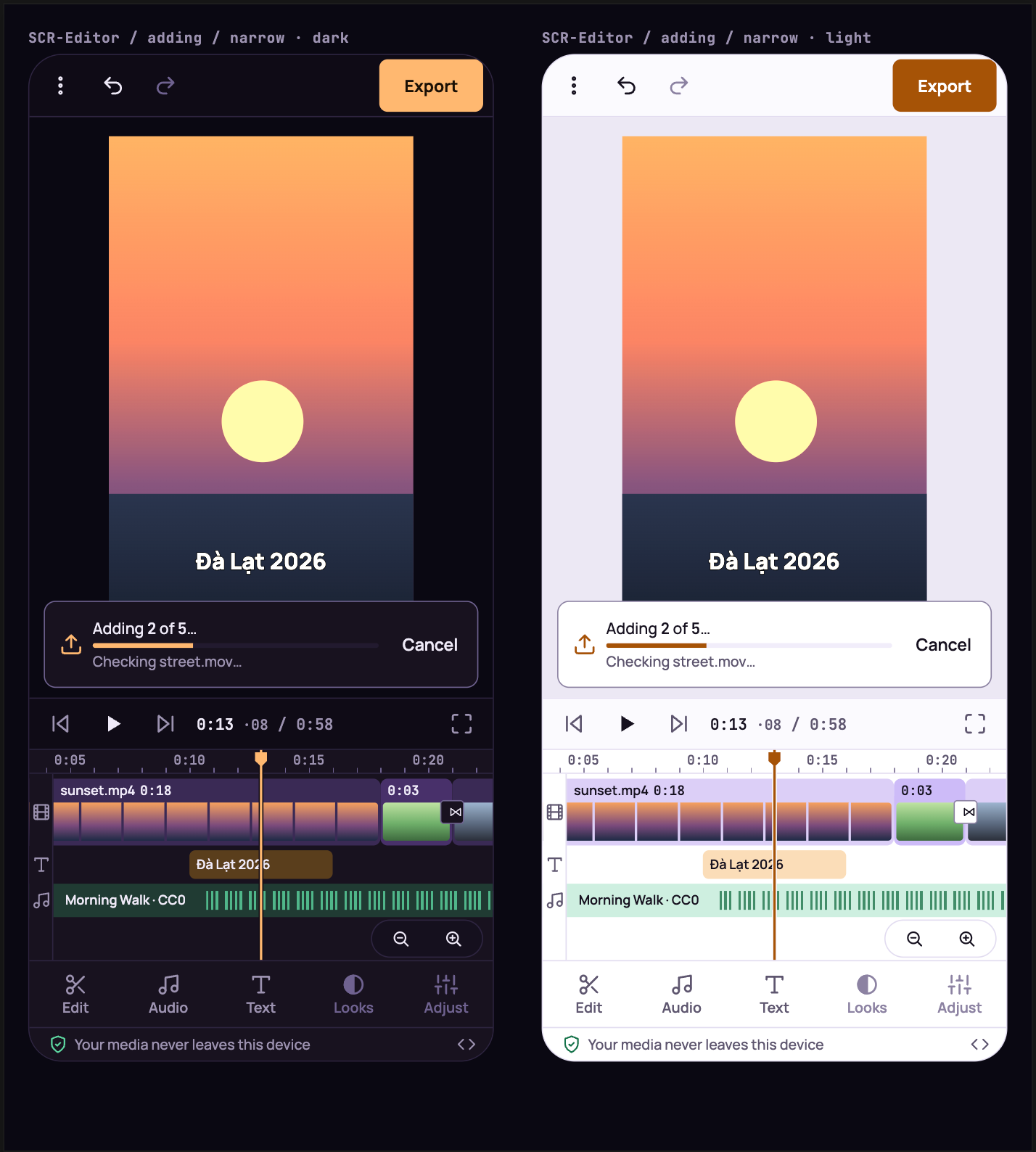 SCR-Editor / adding / narrow · dark
Export
Đà Lạt 2026
Adding 2 of 5…
Cancel
Checking street.mov…
0:13 ·08 / 0:58
0:05 0:10 0:15 0:20
sunset.mp4 0:18 0:03
Đà Lạt 2026
Morning Walk · CC0
Edit Audio Text Looks Adjust
Your media never leaves this device
SCR-Editor / adding / narrow · light
Export
Đà Lạt 2026
Adding 2 of 5…
Cancel
Checking street.mov…
0:13 ·08 / 0:58
0:05 0:10 0:15 0:20
sunset.mp4 0:18 0:03
Đà Lạt 2026
Morning Walk · CC0
Edit Audio Text Looks Adjust
Your media never leaves this device